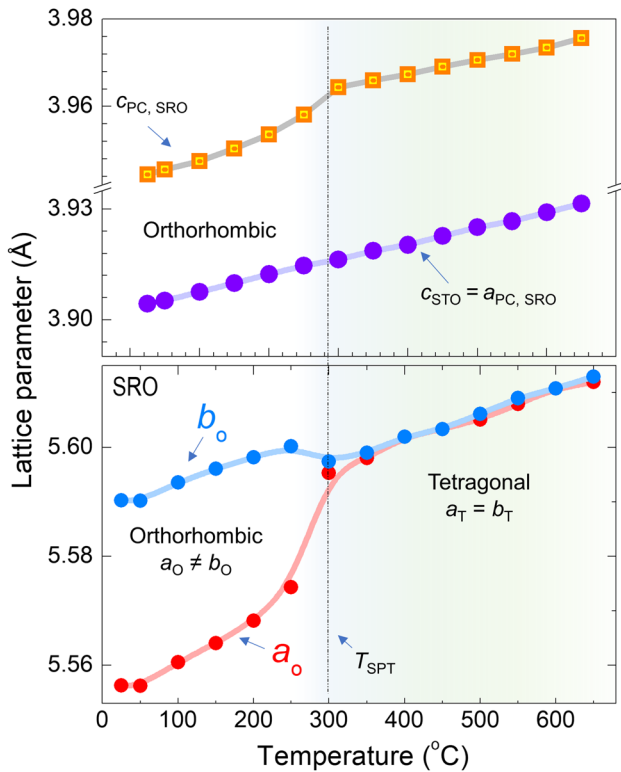 3.98
c_PC, SRO
3.96
3.93
Orthorhombic
c_STO = a_PC, SRO
3.90
Lattice parameter (Å)
SRO
b_o
5.60
Tetragonal
a_T = b_T
Orthorhombic
a_O ≠ b_O
5.58
a_o
T_SPT
5.56
0 100 200 300 400 500 600
Temperature (°C)